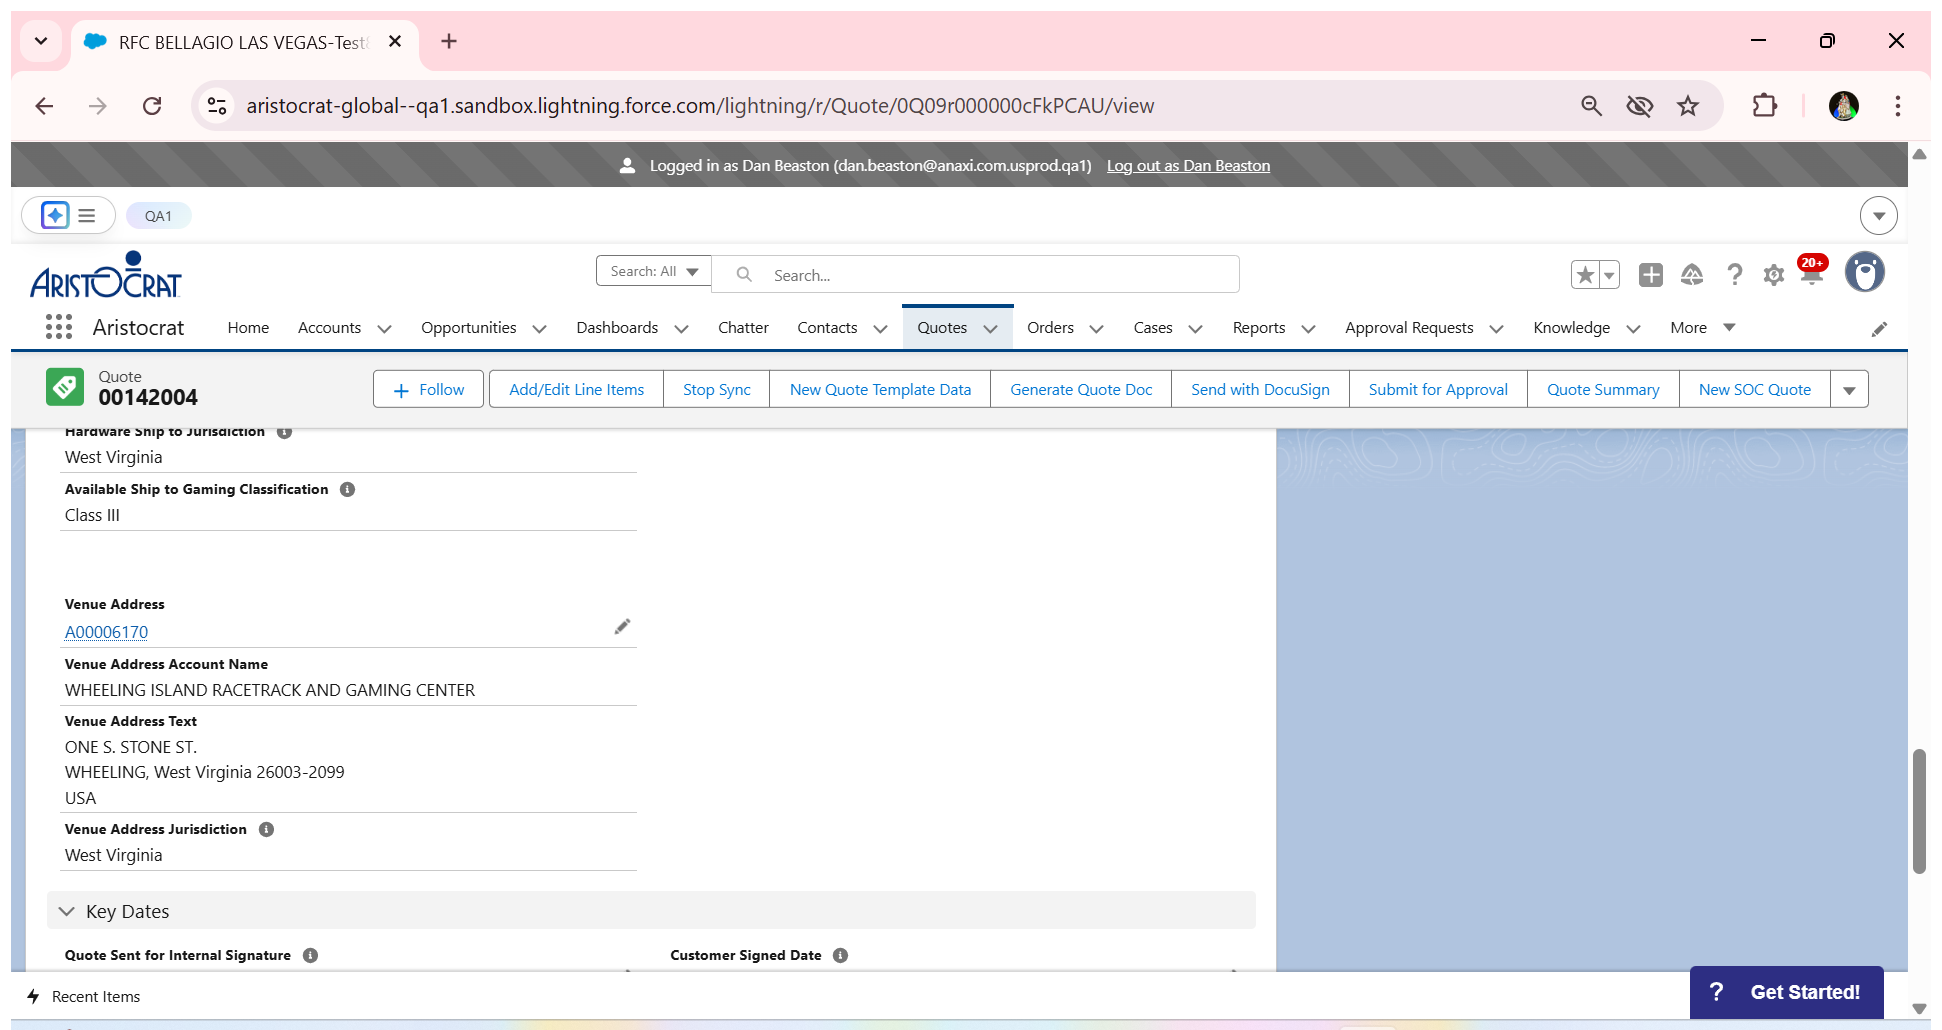 RFC BELLAGIO LAS VEGAS-Test
aristocrat-global--qa1.sandbox.lightning.force.com/lightning/r/Quote/0Q09r000000cFkPCAU/view
Logged in as Dan Beaston (dan.beaston@anaxi.com.usprod.qa1) Log out as Dan Beaston
QA1
ARISTOCRAT
Search: All
Search...
20+
Aristocrat
Home
Accounts
Opportunities
Dashboards
Chatter
Contacts
Quotes
Orders
Cases
Reports
Approval Requests
Knowledge
More
Quote
00142004
Follow
Add/Edit Line Items
Stop Sync
New Quote Template Data
Generate Quote Doc
Send with DocuSign
Submit for Approval
Quote Summary
New SOC Quote
Hardware Ship to Jurisdiction
West Virginia
Available Ship to Gaming Classification
Class III
Venue Address
A00006170
Venue Address Account Name
WHEELING ISLAND RACETRACK AND GAMING CENTER
Venue Address Text
ONE S. STONE ST.
WHEELING, West Virginia 26003-2099
USA
Venue Address Jurisdiction
West Virginia
Key Dates
Quote Sent for Internal Signature
Customer Signed Date
Recent Items
? Get Started!